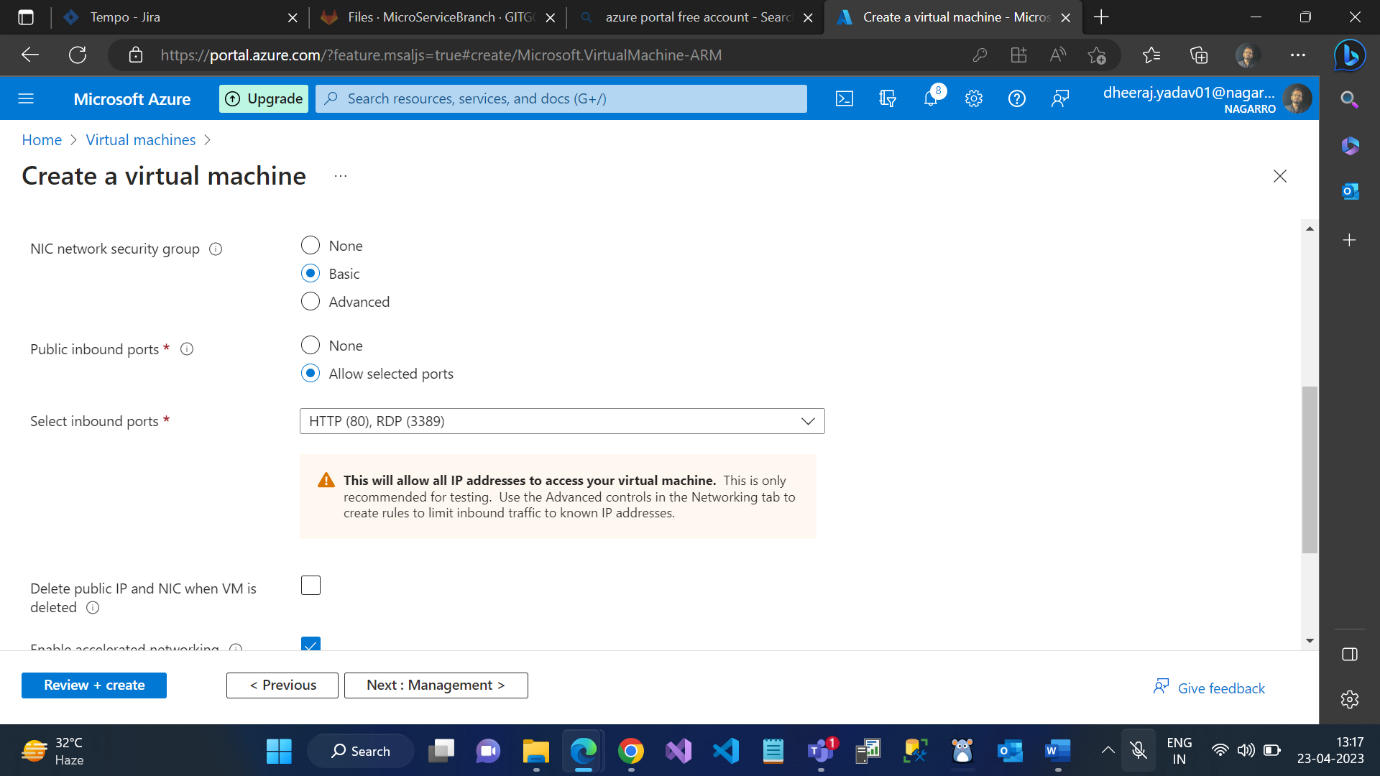 Tempo - Jira
Files · MicroServiceBranch · GITG
azure portal free account - Searc
Create a virtual machine - Micros
https://portal.azure.com/?feature.msaljs=true#create/Microsoft.VirtualMachine-ARM
Microsoft Azure
Upgrade
Search resources, services, and docs (G+/)
8
dheeraj.yadav01@nagar...
NAGARRO
Home > Virtual machines >
Create a virtual machine ...
NIC network security group
None
Basic
Advanced
Public inbound ports *
None
Allow selected ports
Select inbound ports *
HTTP (80), RDP (3389)
This will allow all IP addresses to access your virtual machine. This is only
recommended for testing. Use the Advanced controls in the Networking tab to
create rules to limit inbound traffic to known IP addresses.
Delete public IP and NIC when VM is
deleted
Enable accelerated networking
Review + create
< Previous
Next : Management >
Give feedback
32°C
Haze
Search
1
ENG
IN
13:17
23-04-2023